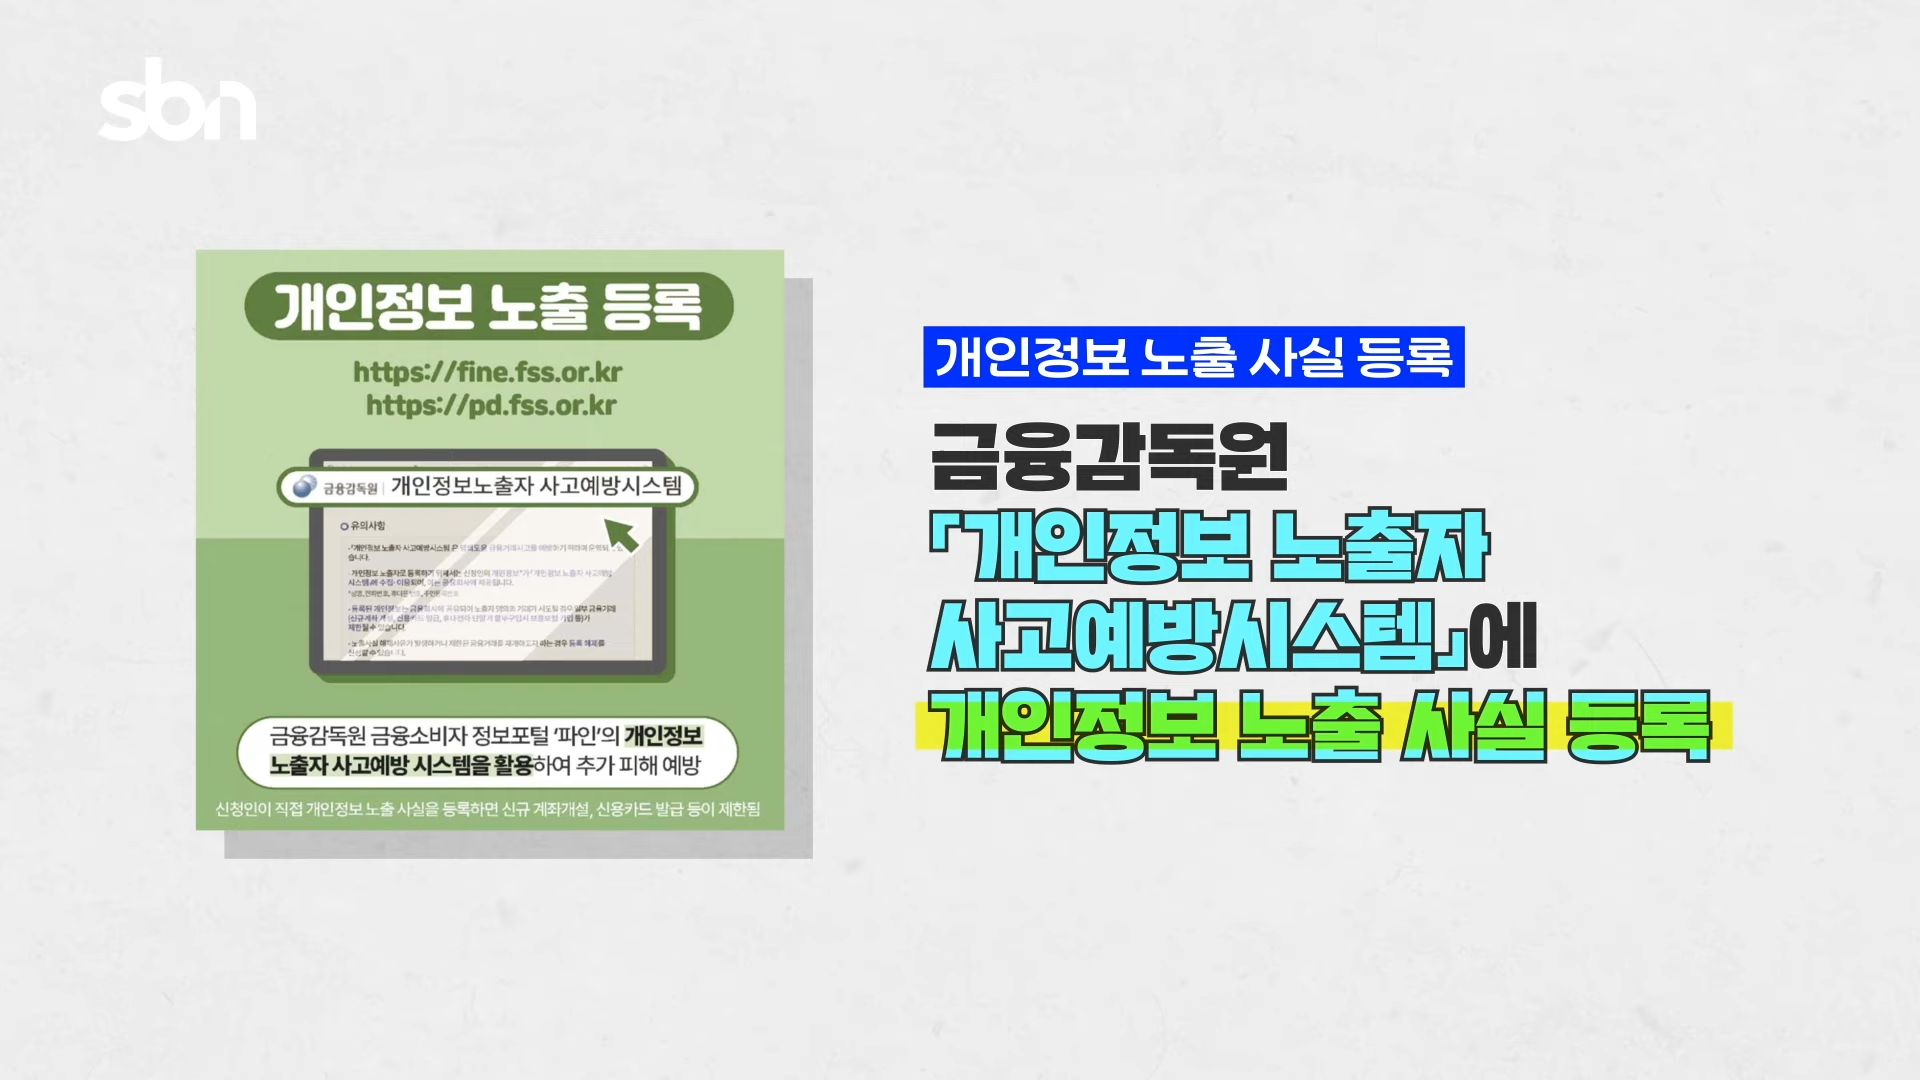 sbn
개인정보 노출 등록
https://fine.fss.or.kr
https://pd.fss.or.kr
금융감독원 | 개인정보노출자 사고예방시스템
유의사항
금융감독원 금융소비자 정보포털 '파인'의 개인정보
노출자 사고예방 시스템을 활용하여 추가 피해 예방
신청인이 직접 개인정보 노출 사실을 등록하면 신규 계좌개설, 신용카드 발급 등이 제한됨
개인정보 노출 사실 등록
금융감독원
「개인정보 노출자
사고예방시스템」에
개인정보 노출 사실 등록